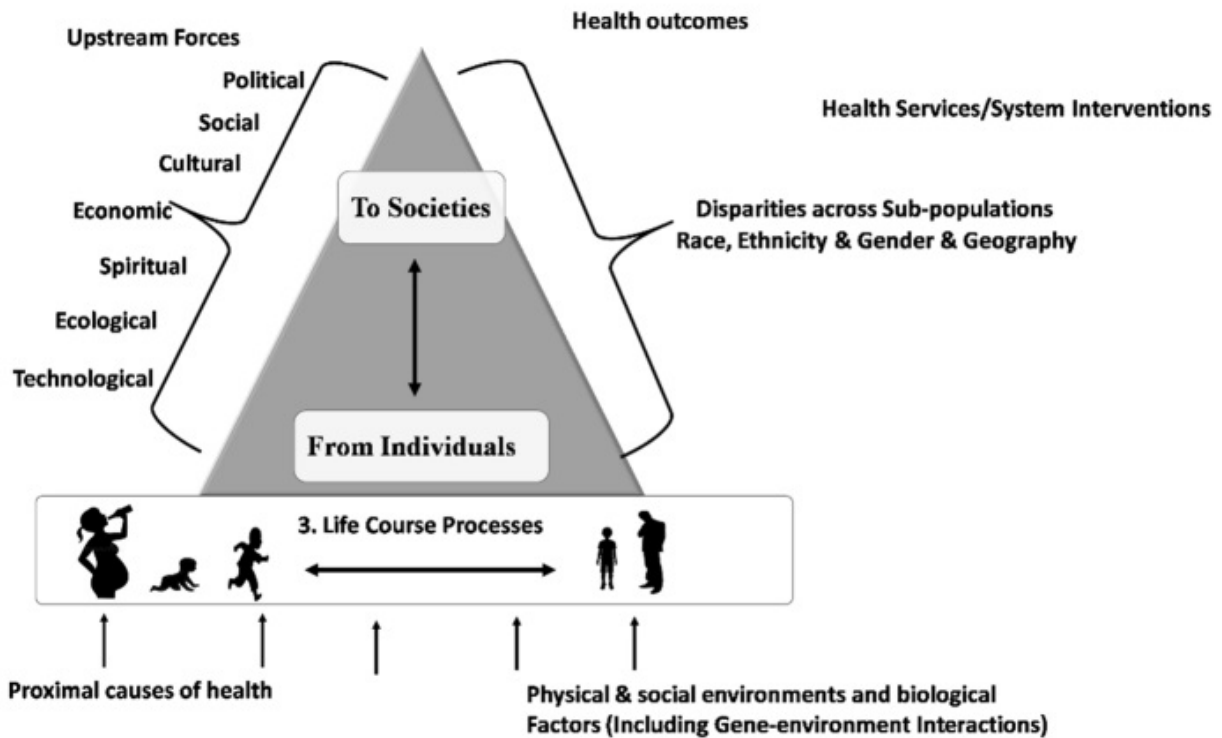 Health outcomes
Upstream Forces
Political
Health Services/System Interventions
Social
Cultural
To Societies
Economic
Disparities across Sub-populations
Race, Ethnicity & Gender & Geography
Spiritual
Ecological
Technological
From Individuals
3. Life Course Processes
Proximal causes of health
Physical & social environments and biological
Factors (Including Gene-environment Interactions)